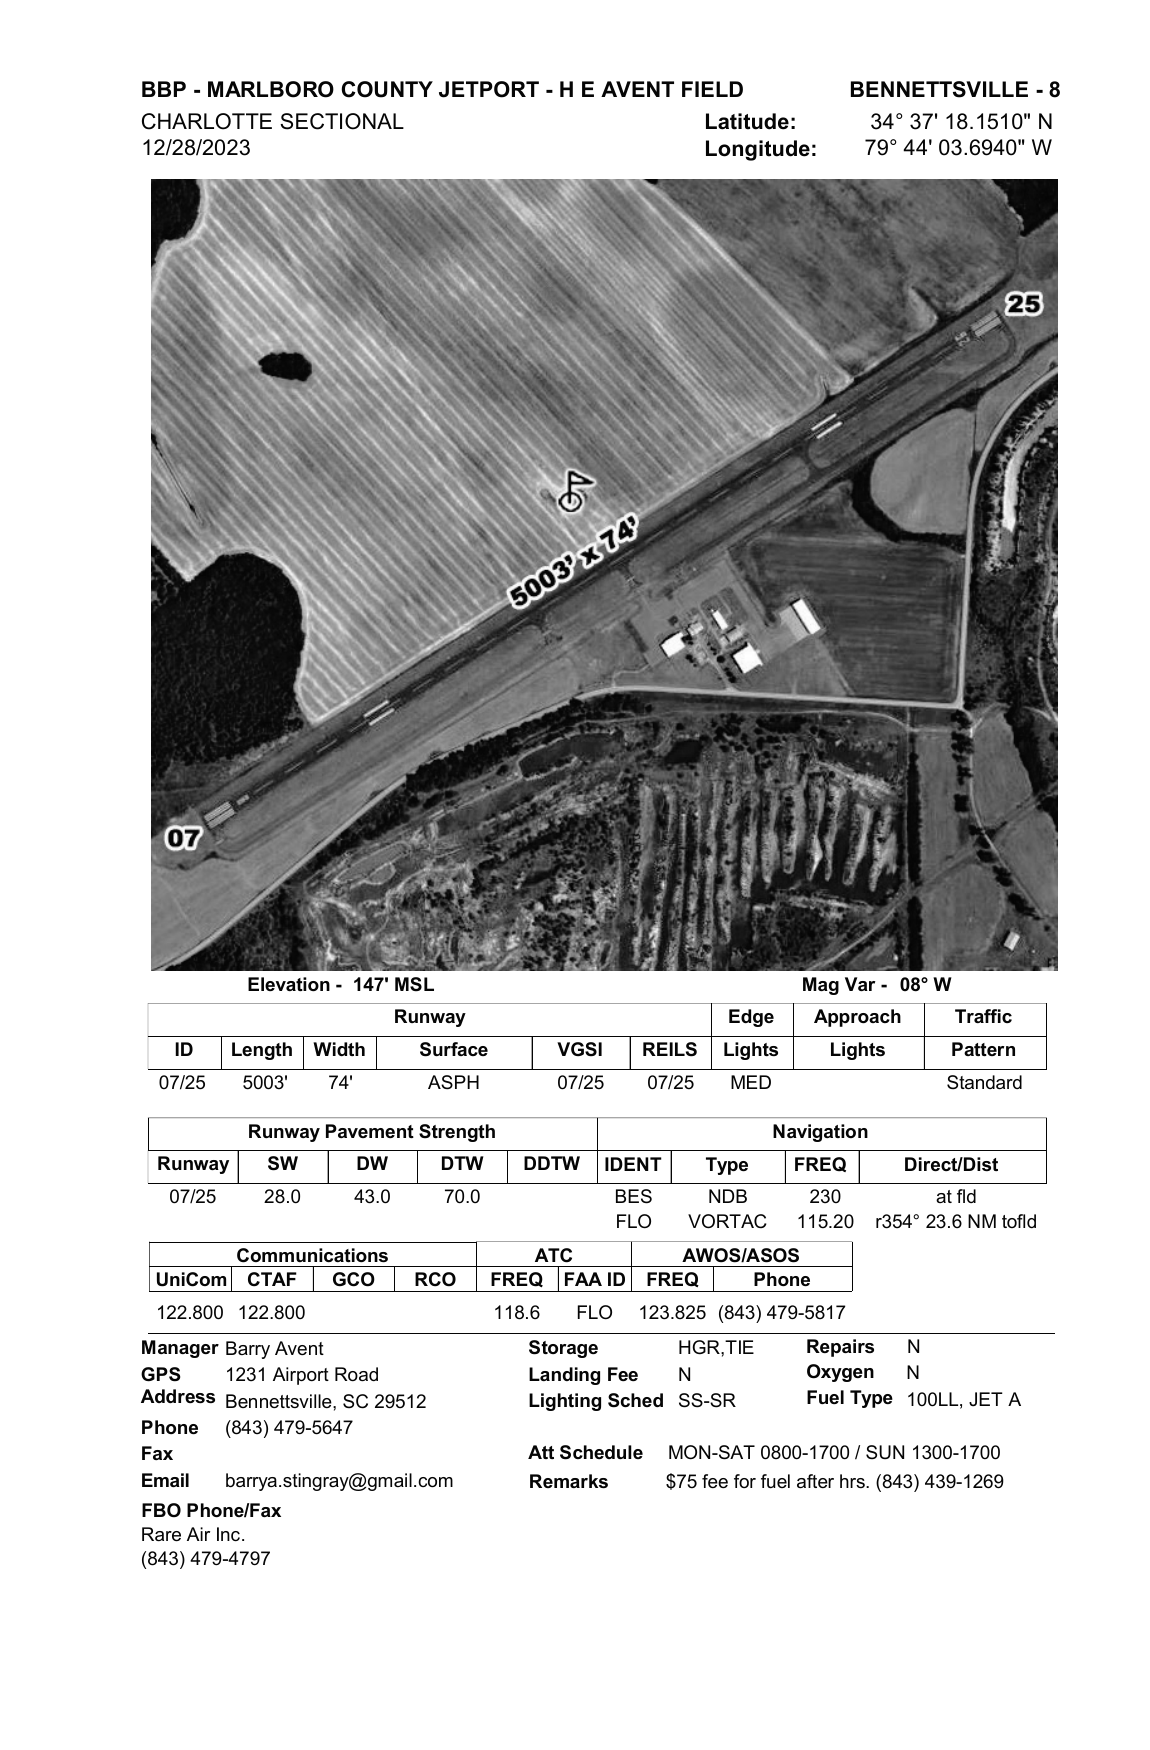 BBP - MARLBORO COUNTY JETPORT - H E AVENT FIELD BENNETTSVILLE - 8
CHARLOTTE SECTIONAL Latitude: 34° 37' 18.1510" N
12/28/2023 Longitude: 79° 44' 03.6940" W
25
5003' x 74'
07
Elevation - 147' MSL Mag Var - 08° W
Runway Edge Approach Traffic
ID Length Width Surface VGSI REILS Lights Lights Pattern
07/25 5003' 74' ASPH 07/25 07/25 MED Standard
Runway Pavement Strength Navigation
Runway SW DW DTW DDTW IDENT Type FREQ Direct/Dist
07/25 28.0 43.0 70.0 BES NDB 230 at fld
FLO VORTAC 115.20 r354° 23.6 NM tofld
Communications ATC AWOS/ASOS
UniCom CTAF GCO RCO FREQ FAA ID FREQ Phone
122.800 122.800 118.6 FLO 123.825 (843) 479-5817
Manager Barry Avent Storage HGR,TIE Repairs N
GPS 1231 Airport Road Landing Fee N Oxygen N
Address Bennettsville, SC 29512 Lighting Sched SS-SR Fuel Type 100LL, JET A
Phone (843) 479-5647
Fax Att Schedule MON-SAT 0800-1700 / SUN 1300-1700
Email barrya.stingray@gmail.com Remarks $75 fee for fuel after hrs. (843) 439-1269
FBO Phone/Fax
Rare Air Inc.
(843) 479-4797